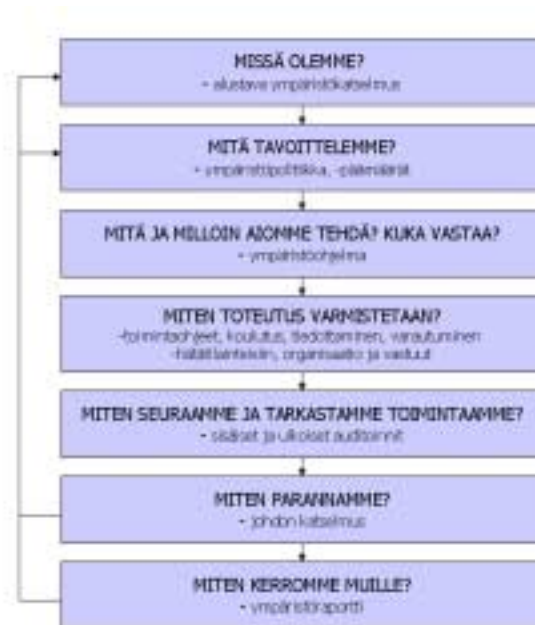 MISSÄ OLEMME?
- alustava ympäristökatselmus
MITÄ TAVOITTELEMME?
- ympäristöpolitiikka, -päämäärät
MITÄ JA MILLOIN AIOMME TEHDÄ? KUKA VASTAA?
- ympäristöohjelma
MITEN TOTEUTUS VARMISTETAAN?
-toimintaohjeet, koulutus, tiedottaminen, varautuminen
-hätätilanteisiin, organisaatio ja vastuut
MITEN SEURAAMME JA TARKASTAMME TOIMINTAAMME?
- sisäiset ja ulkoiset auditoinnit
MITEN PARANNAMME?
- johdon katselmus
MITEN KERROMME MUILLE?
- ympäristöraportti